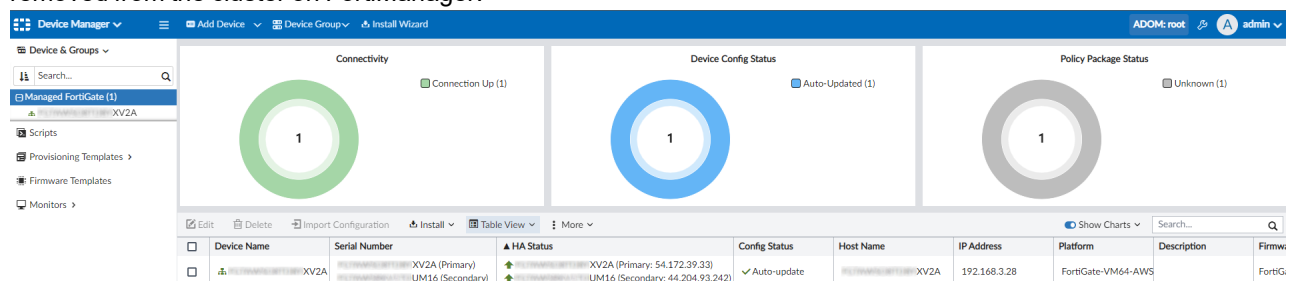 removed from the cluster on FortiManager.
Device Manager
Add Device Device Group Install Wizard
ADOM: root A admin
Device & Groups
Search...
Managed FortiGate (1)
XV2A
Scripts
Provisioning Templates
Firmware Templates
Monitors
Connectivity
Connection Up (1)
1
Device Config Status
Auto-Updated (1)
1
Policy Package Status
Unknown (1)
1
Edit Delete Import Configuration Install Table View More
Show Charts Search...
Device Name Serial Number HA Status Config Status Host Name IP Address Platform Description Firmwa
XV2A XV2A (Primary) XV2A (Primary: 54.172.39.33) Auto-update XV2A 192.168.3.28 FortiGate-VM64-AWS FortiGa
UM16 (Secondary) UM16 (Secondary: 44.204.93.242)